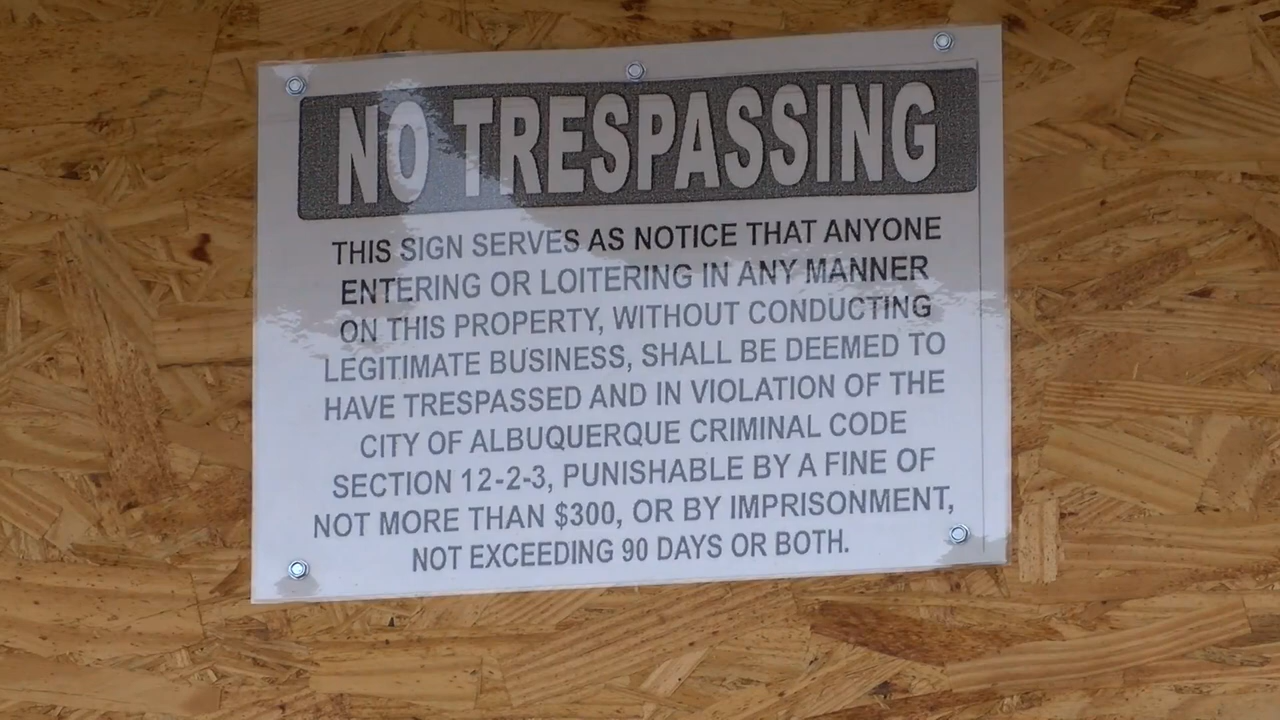 NO TRESPASSING
THIS SIGN SERVES AS NOTICE THAT ANYONE
ENTERING OR LOITERING IN ANY MANNER
ON THIS PROPERTY, WITHOUT CONDUCTING
LEGITIMATE BUSINESS, SHALL BE DEEMED TO
HAVE TRESPASSED AND IN VIOLATION OF THE
CITY OF ALBUQUERQUE CRIMINAL CODE
SECTION 12-2-3, PUNISHABLE BY A FINE OF
NOT MORE THAN $300, OR BY IMPRISONMENT,
NOT EXCEEDING 90 DAYS OR BOTH.